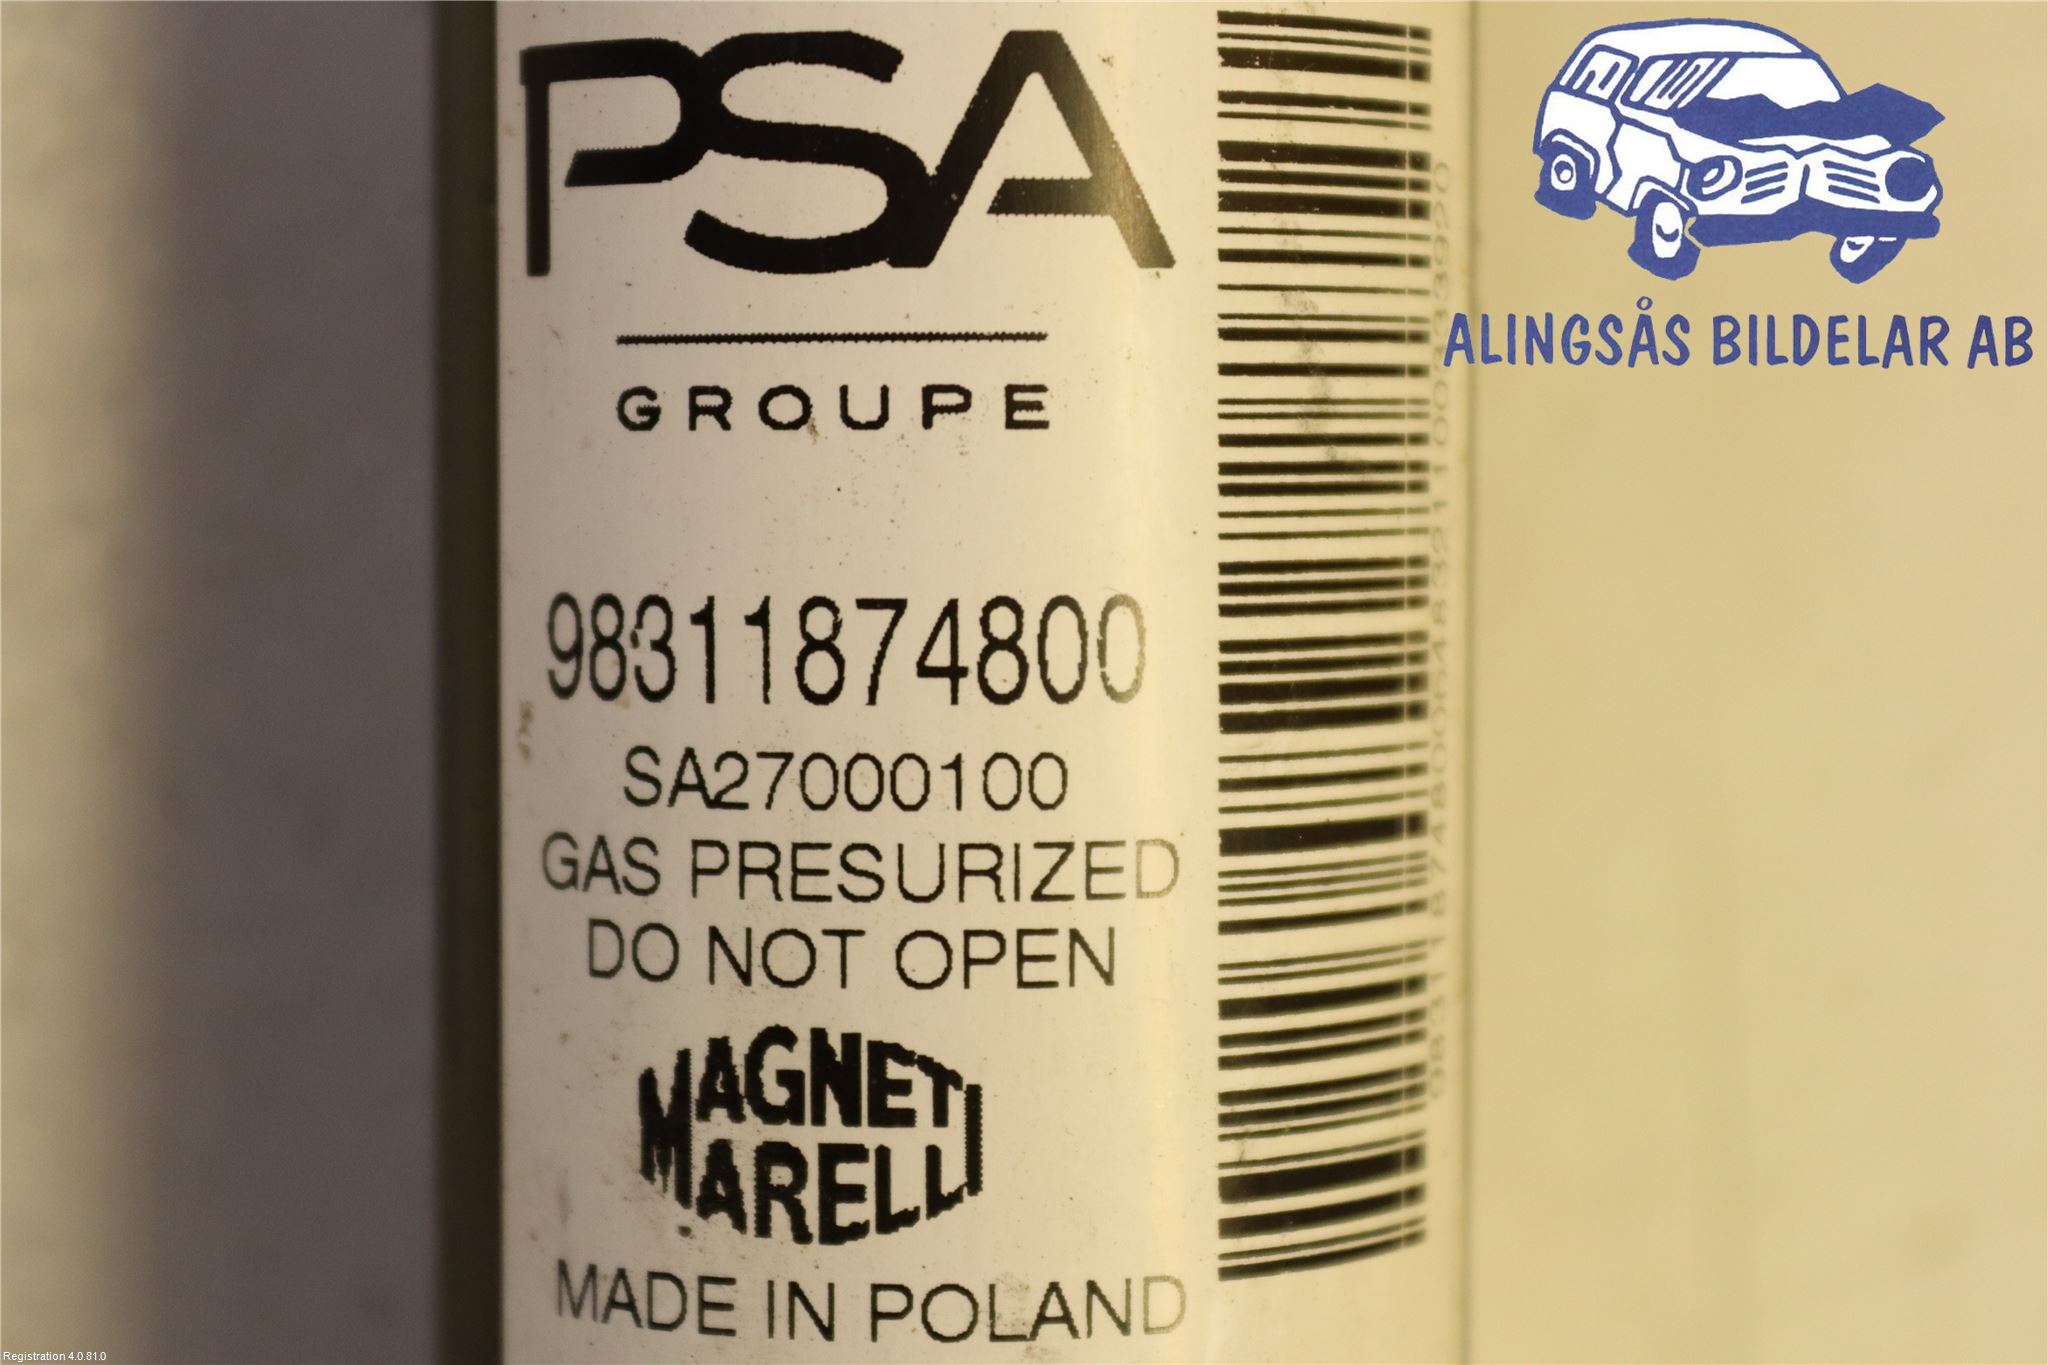 PSA
GROUPE
98311874800
SA27000100
GAS PRESURIZED
DO NOT OPEN
MAGNETI
MARELLI
MADE IN POLAND
ALINGSÅS BILDELAR AB
Registration 4.0.81.0